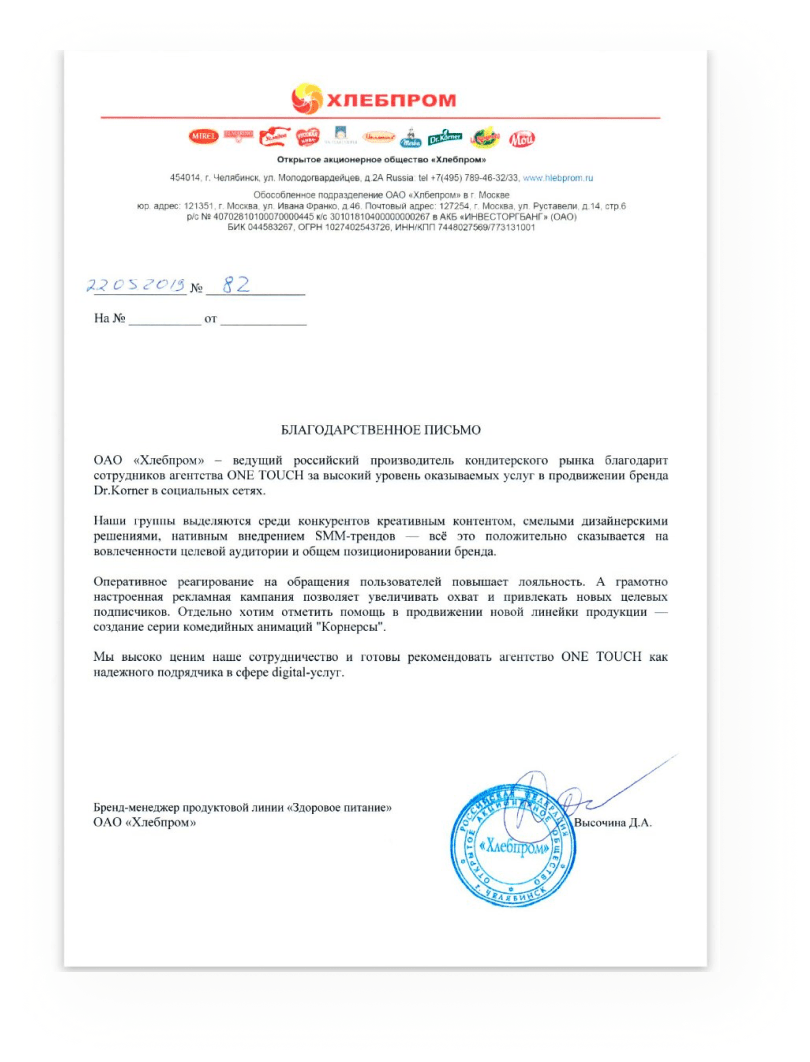 ХЛЕБПРОМ
MIREL
Dr.Körner
Мой
Открытое акционерное общество «Хлебпром»
454014, г. Челябинск, ул. Молодогвардейцев, д.2А Russia: tel +7(495) 789-46-32/33, www.hlebprom.ru
Обособленное подразделение ОАО «Хлбепром» в г. Москве
юр. адрес: 121351, г. Москва, ул. Ивана Франко, д.46. Почтовый адрес: 127254, г. Москва, ул. Руставели, д.14, стр.6
р/с № 40702810100070000445 к/с 30101810400000000267 в АКБ «ИНВЕСТОРГБАНГ» (ОАО)
БИК 044583267, ОГРН 1027402543726, ИНН/КПП 7448027569/773131001
22052019 № 82
На № ___________ от _____________
БЛАГОДАРСТВЕННОЕ ПИСЬМО
ОАО «Хлебпром» – ведущий российский производитель кондитерского рынка благодарит
сотрудников агентства ONE TOUCH за высокий уровень оказываемых услуг в продвижении бренда
Dr.Korner в социальных сетях.
Наши группы выделяются среди конкурентов креативным контентом, смелыми дизайнерскими
решениями, нативным внедрением SMM-трендов — всё это положительно сказывается на
вовлеченности целевой аудитории и общем позиционировании бренда.
Оперативное реагирование на обращения пользователей повышает лояльность. А грамотно
настроенная рекламная кампания позволяет увеличивать охват и привлекать новых целевых
подписчиков. Отдельно хотим отметить помощь в продвижении новой линейки продукции —
создание серии комедийных анимаций "Корнерсы".
Мы высоко ценим наше сотрудничество и готовы рекомендовать агентство ONE TOUCH как
надежного подрядчика в сфере digital-услуг.
Бренд-менеджер продуктовой линии «Здоровое питание»
ОАО «Хлебпром»
Высочина Д.А.
РОССИЙСКАЯ ФЕДЕРАЦИЯ
ОТКРЫТОЕ АКЦИОНЕРНОЕ ОБЩЕСТВО
«Хлебпром»
г. ЧЕЛЯБИНСК